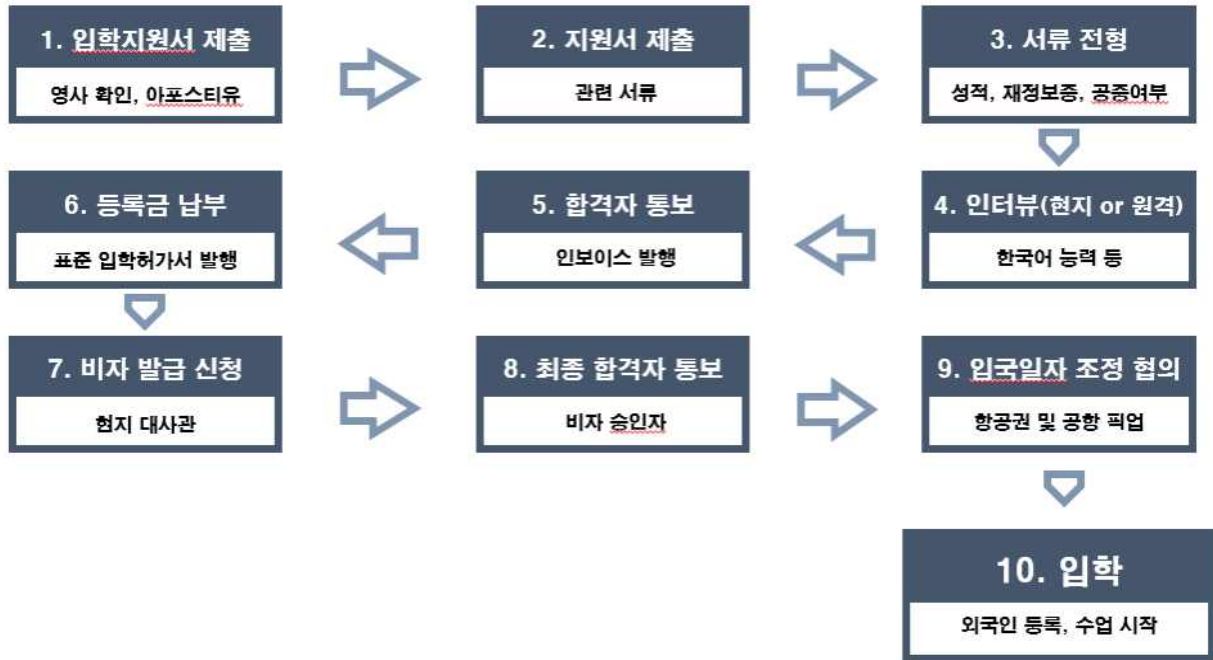 1. 입학지원서 제출
영사 확인, 아포스티유
2. 지원서 제출
관련 서류
3. 서류 전형
성적, 재정보증, 공증여부
4. 인터뷰(현지 or 원격)
한국어 능력 등
5. 합격자 통보
인보이스 발행
6. 등록금 납부
표준 입학허가서 발행
7. 비자 발급 신청
현지 대사관
8. 최종 합격자 통보
비자 승인자
9. 입국일자 조정 협의
항공권 및 공항 픽업
10. 입학
외국인 등록, 수업 시작